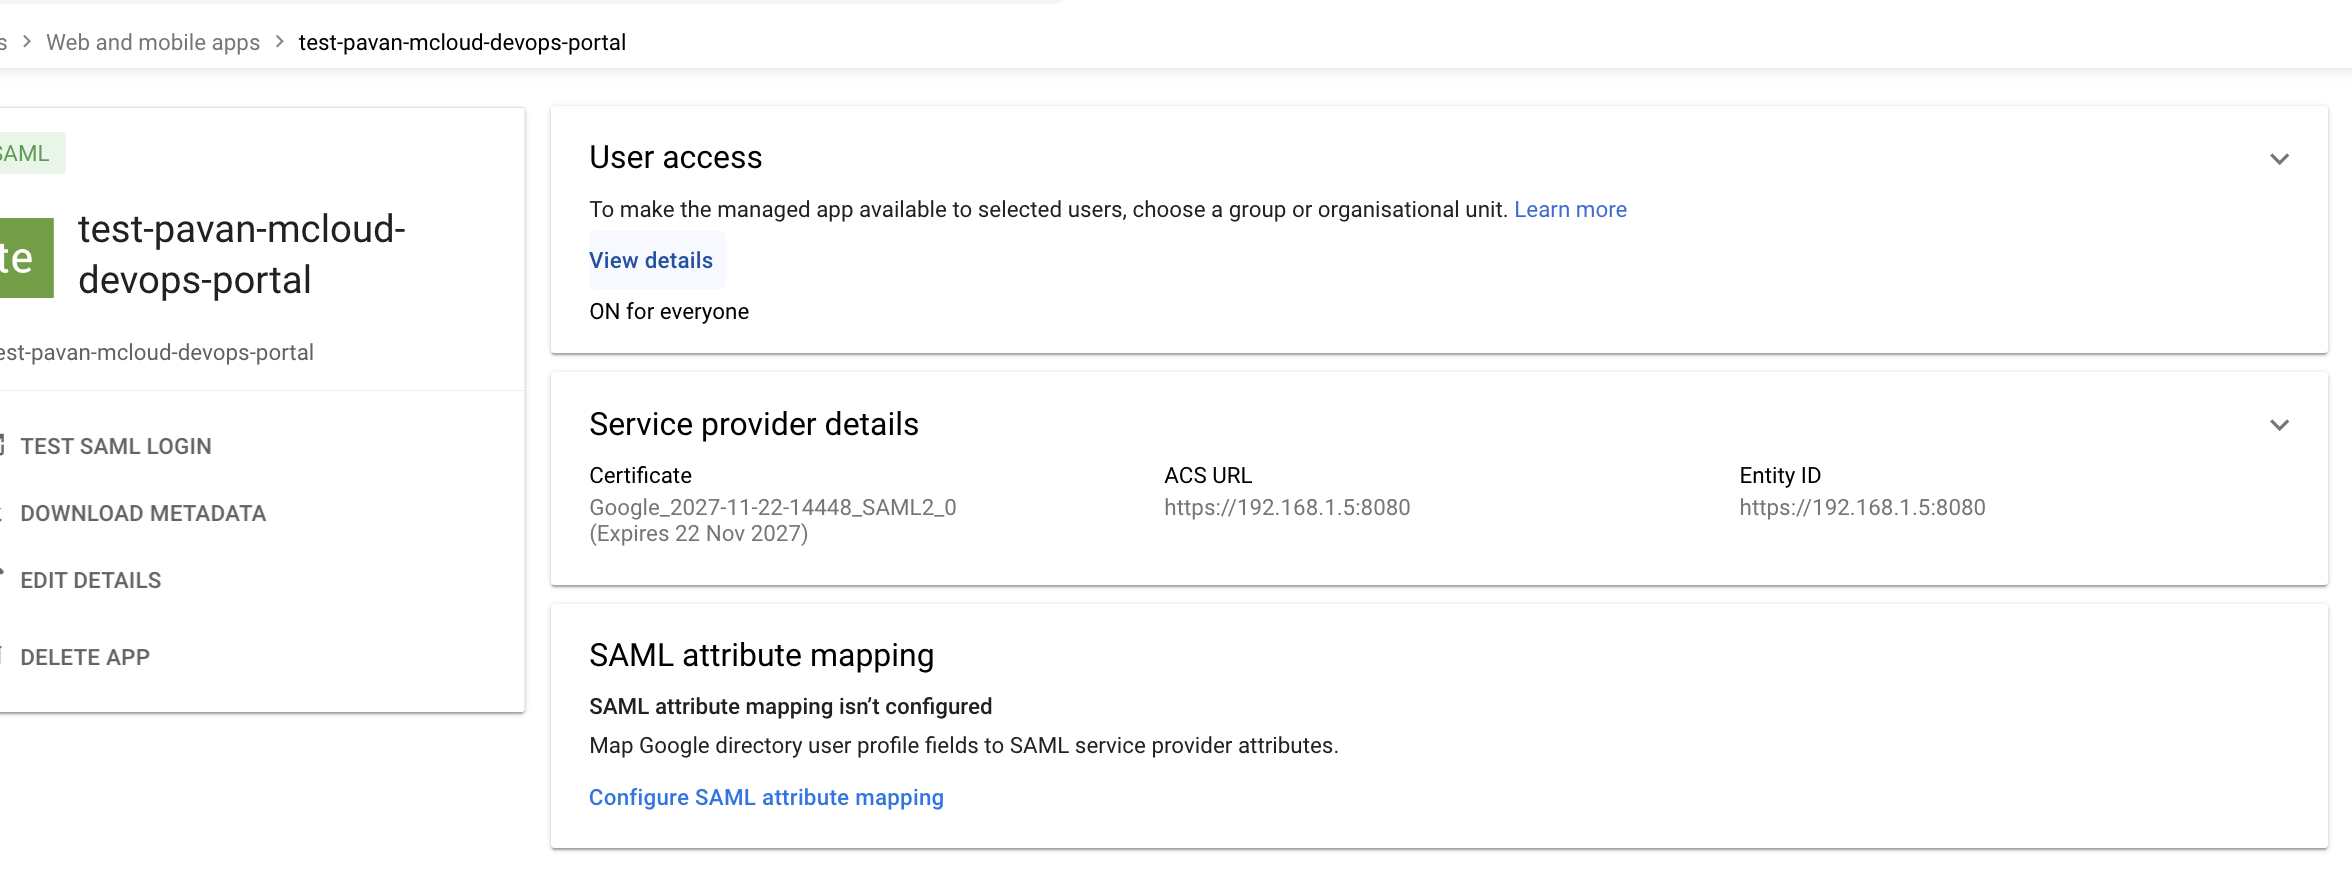 Web and mobile apps > test-pavan-mcloud-devops-portal
SAML
te
test-pavan-mcloud-
devops-portal
est-pavan-mcloud-devops-portal
TEST SAML LOGIN
DOWNLOAD METADATA
EDIT DETAILS
DELETE APP
User access
To make the managed app available to selected users, choose a group or organisational unit. Learn more
View details
ON for everyone
Service provider details
Certificate
Google_2027-11-22-14448_SAML2_0
(Expires 22 Nov 2027)
ACS URL
https://192.168.1.5:8080
Entity ID
https://192.168.1.5:8080
SAML attribute mapping
SAML attribute mapping isn’t configured
Map Google directory user profile fields to SAML service provider attributes.
Configure SAML attribute mapping